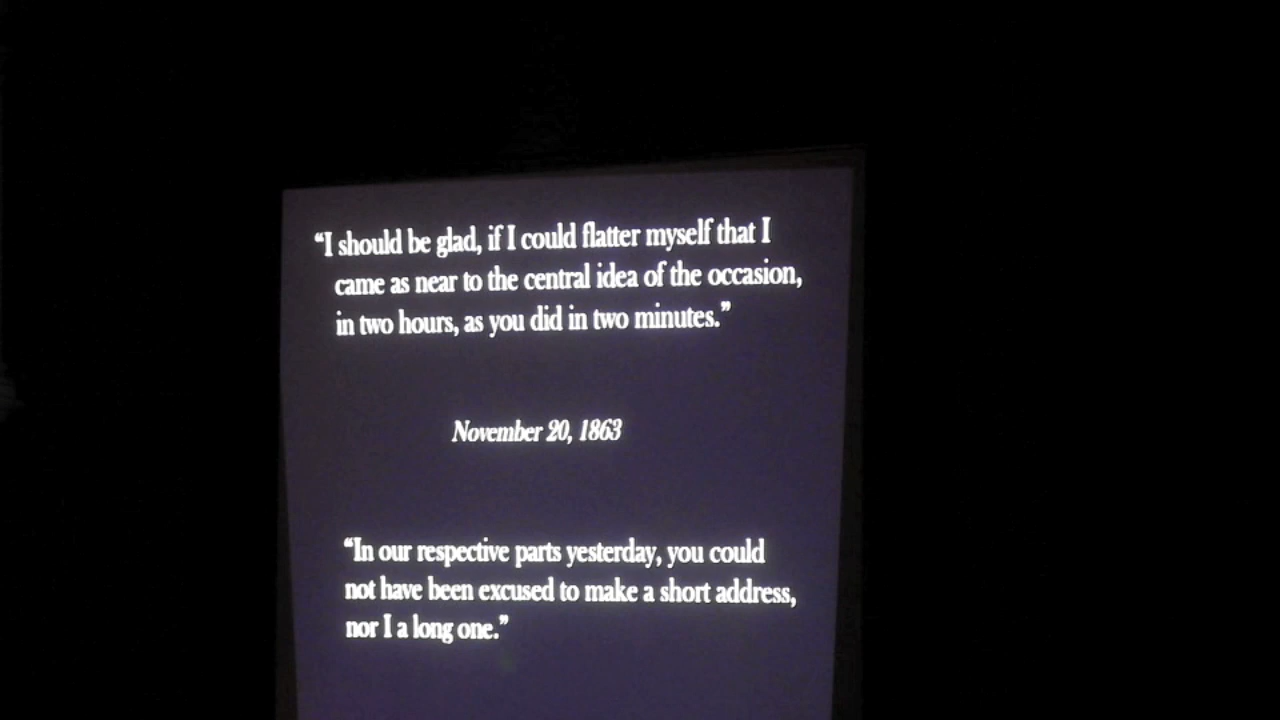 “I should be glad, if I could flatter myself that I
came as near to the central idea of the occasion,
in two hours, as you did in two minutes.”
November 20, 1863
“In our respective parts yesterday, you could
not have been excused to make a short address,
nor I a long one.”